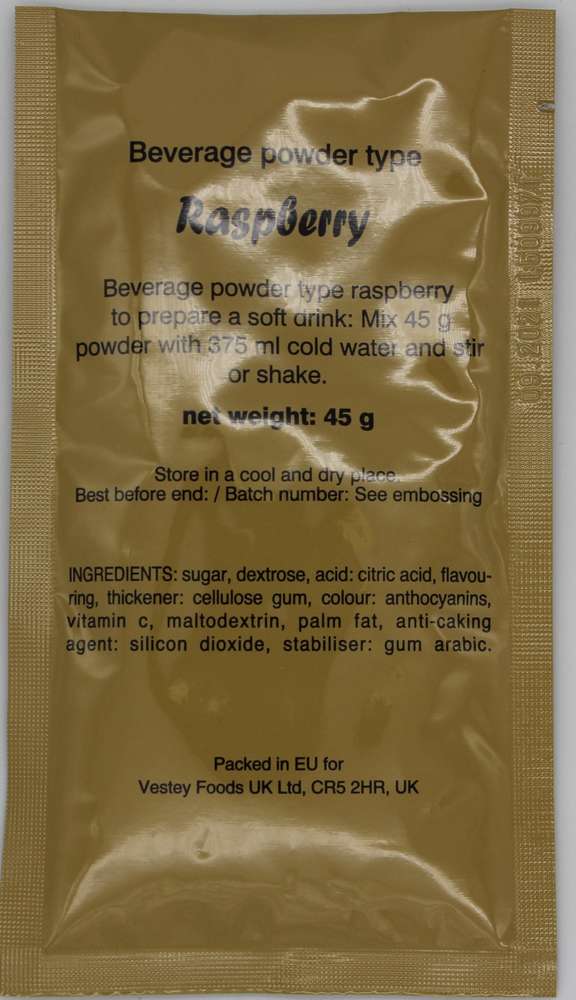 Beverage powder type
Raspberry
Beverage powder type raspberry
to prepare a soft drink: Mix 45 g
powder with 375 ml cold water and stir
or shake.
net weight: 45 g
Store in a cool and dry place.
Best before end: / Batch number: See embossing
INGREDIENTS: sugar, dextrose, acid: citric acid, flavou-
ring, thickener: cellulose gum, colour: anthocyanins,
vitamin c, maltodextrin, palm fat, anti-caking
agent: silicon dioxide, stabiliser: gum arabic.
Packed in EU for
Vestey Foods UK Ltd, CR5 2HR, UK
09 2021